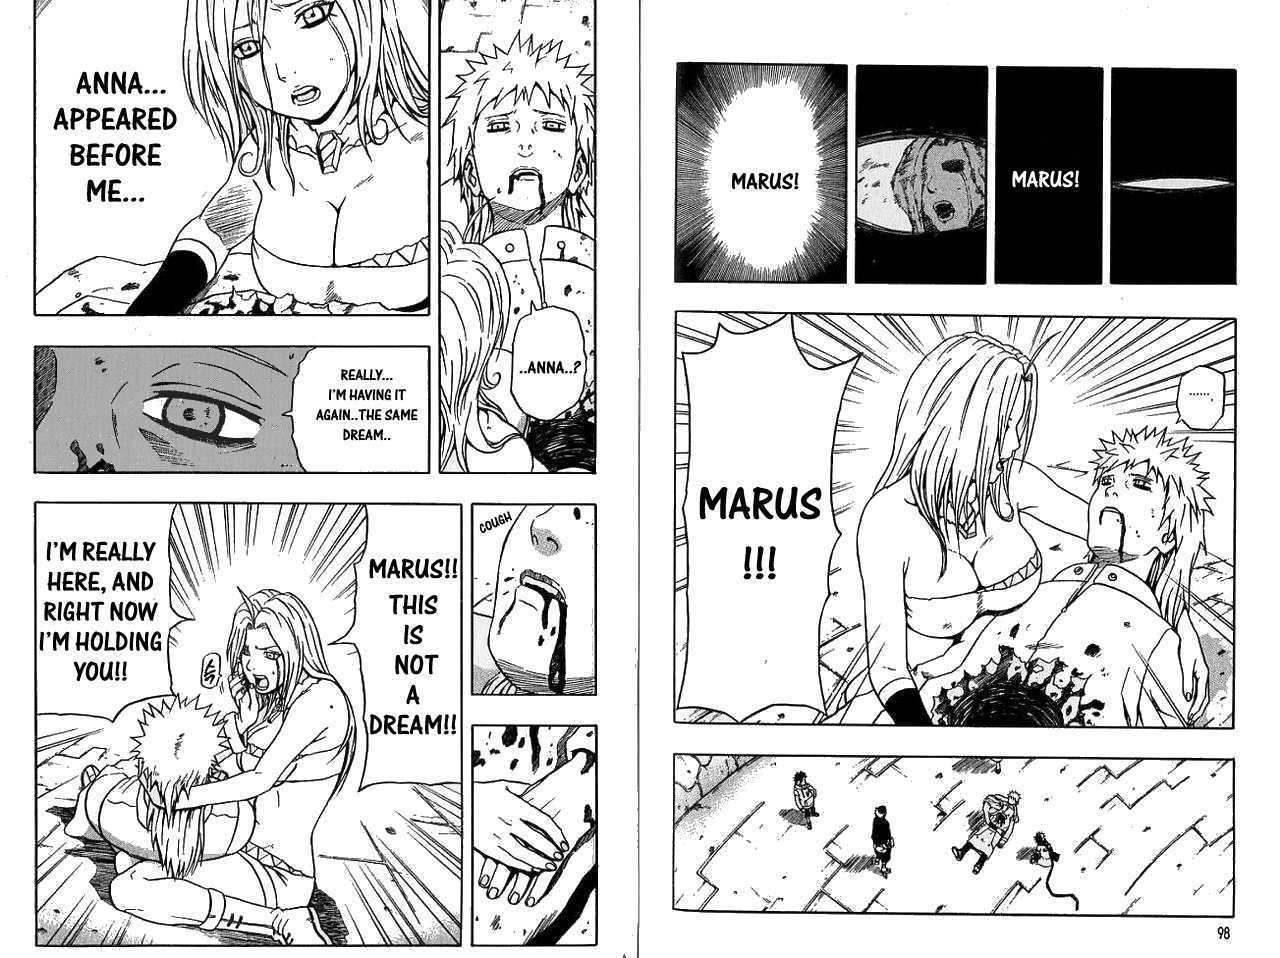 MARUS!
MARUS!
.......
MARUS
!!!
98
..ANNA..?
ANNA...
APPEARED
BEFORE
ME...
REALLY...
I'M HAVING IT
AGAIN..THE SAME
DREAM..
COUGH
MARUS!!
THIS
IS
NOT
A
DREAM!!
I'M REALLY
HERE, AND
RIGHT NOW
I'M HOLDING
YOU!!